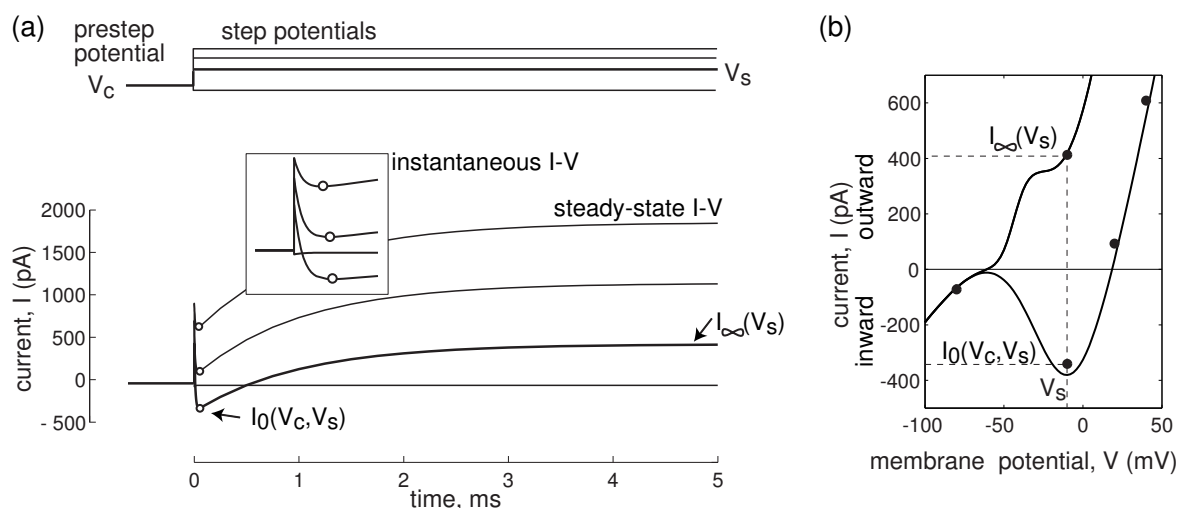 (a)
prestep
potential
step potentials
V_C
V_S
instantaneous I-V
steady-state I-V
2000
1500
1000
500
0
- 500
current, I (pA)
I_∞(V_S)
I_0(V_C,V_S)
0
1
2
3
4
5
time, ms
(b)
600
400
200
0
-200
-400
current, I (pA)
inward outward
I_∞(V_S)
I_0(V_C,V_S)
V_S
-100
-50
0
50
membrane potential, V (mV)